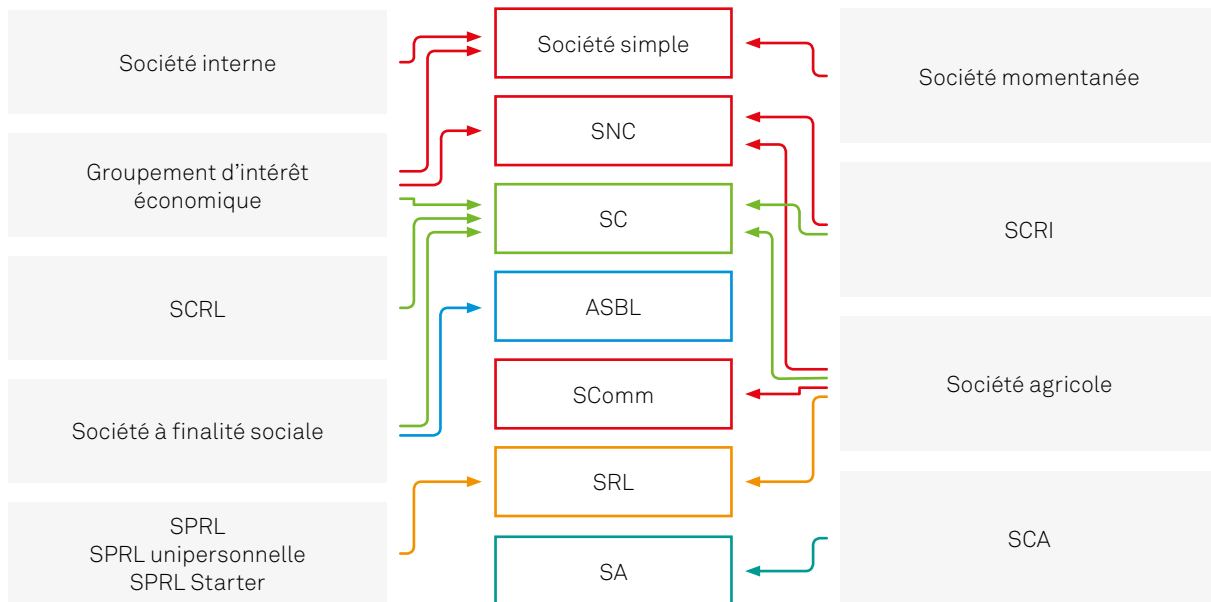 Société interne
Groupement d'intérêt
économique
SCRL
Société à finalité sociale
SPRL
SPRL unipersonnelle
SPRL Starter
Société simple
SNC
SC
ASBL
SComm
SRL
SA
Société momentanée
SCRI
Société agricole
SCA